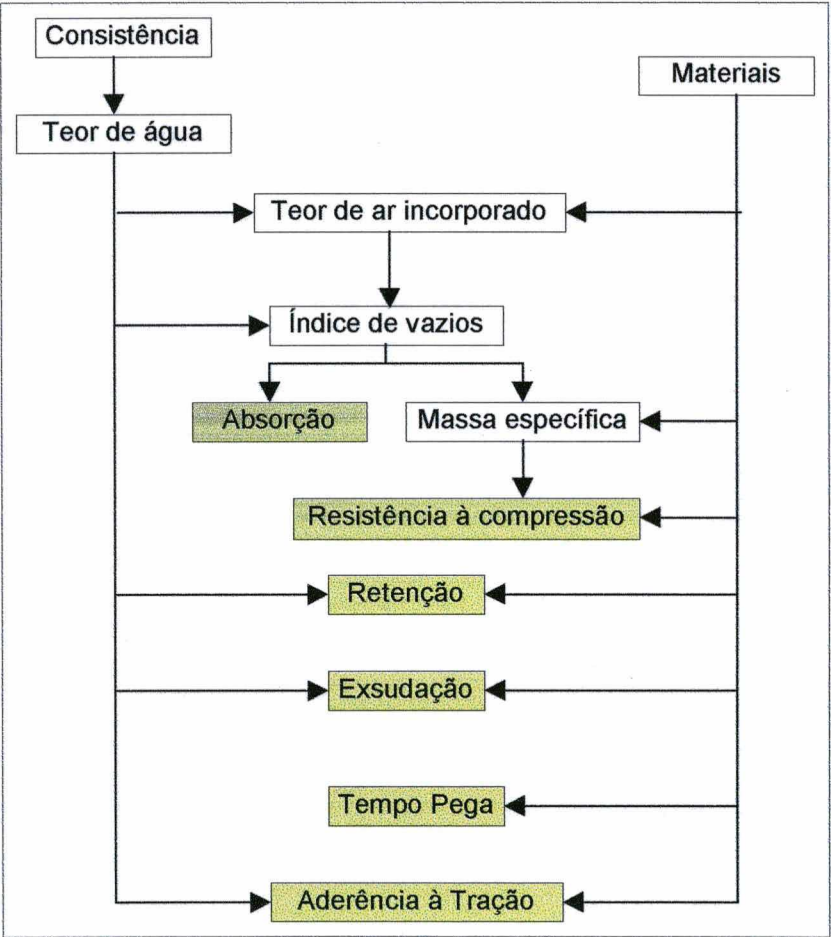 Consistência
Materiais
Teor de água
Teor de ar incorporado
Índice de vazios
Absorção
Massa específica
Resistência à compressão
Retenção
Exsudação
Tempo Pega
Aderência à Tração